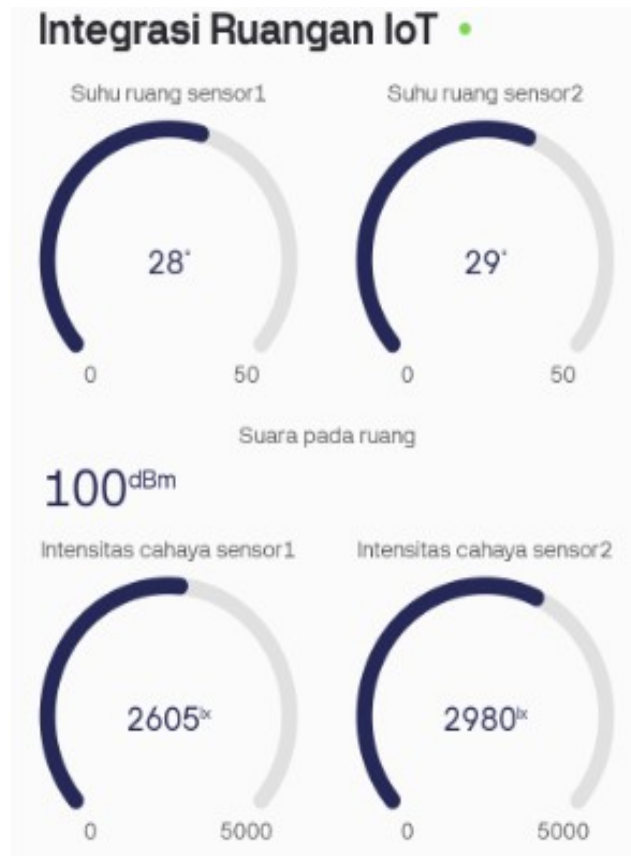 Integrasi Ruangan IoT
Suhu ruang sensor1 Suhu ruang sensor2
28° 29°
0 50 0 50
Suara pada ruang
100dBm
Intensitas cahaya sensor1 Intensitas cahaya sensor2
2605lx 2980lx
0 5000 0 5000